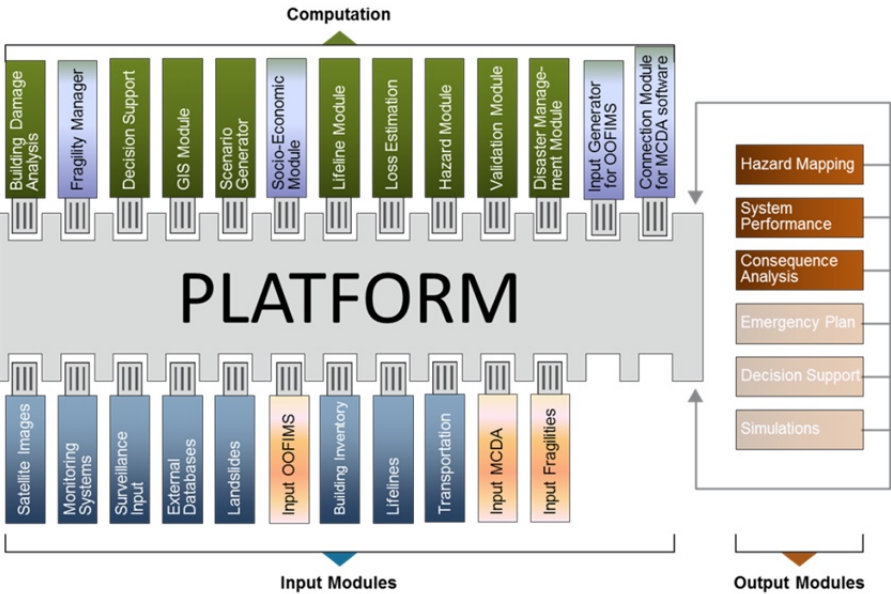 Computation
Building Damage
Analysis
Fragility Manager
Decision Support
GIS Module
Scenario
Generator
Socio-Economic
Module
Lifeline Module
Loss Estimation
Hazard Module
Validation Module
Disaster Manage-
ment Module
Input Generator
for OOFIMS
Connection Module
for MCDA software
PLATFORM
Hazard Mapping
System
Performance
Consequence
Analysis
Emergency Plan
Decision Support
Simulations
Satellite Images
Monitoring
Systems
Surveillance
Input
External
Databases
Landslides
Input OOFIMS
Building Inventory
Lifelines
Transportation
Input MCDA
Input Fragilities
Input Modules
Output Modules